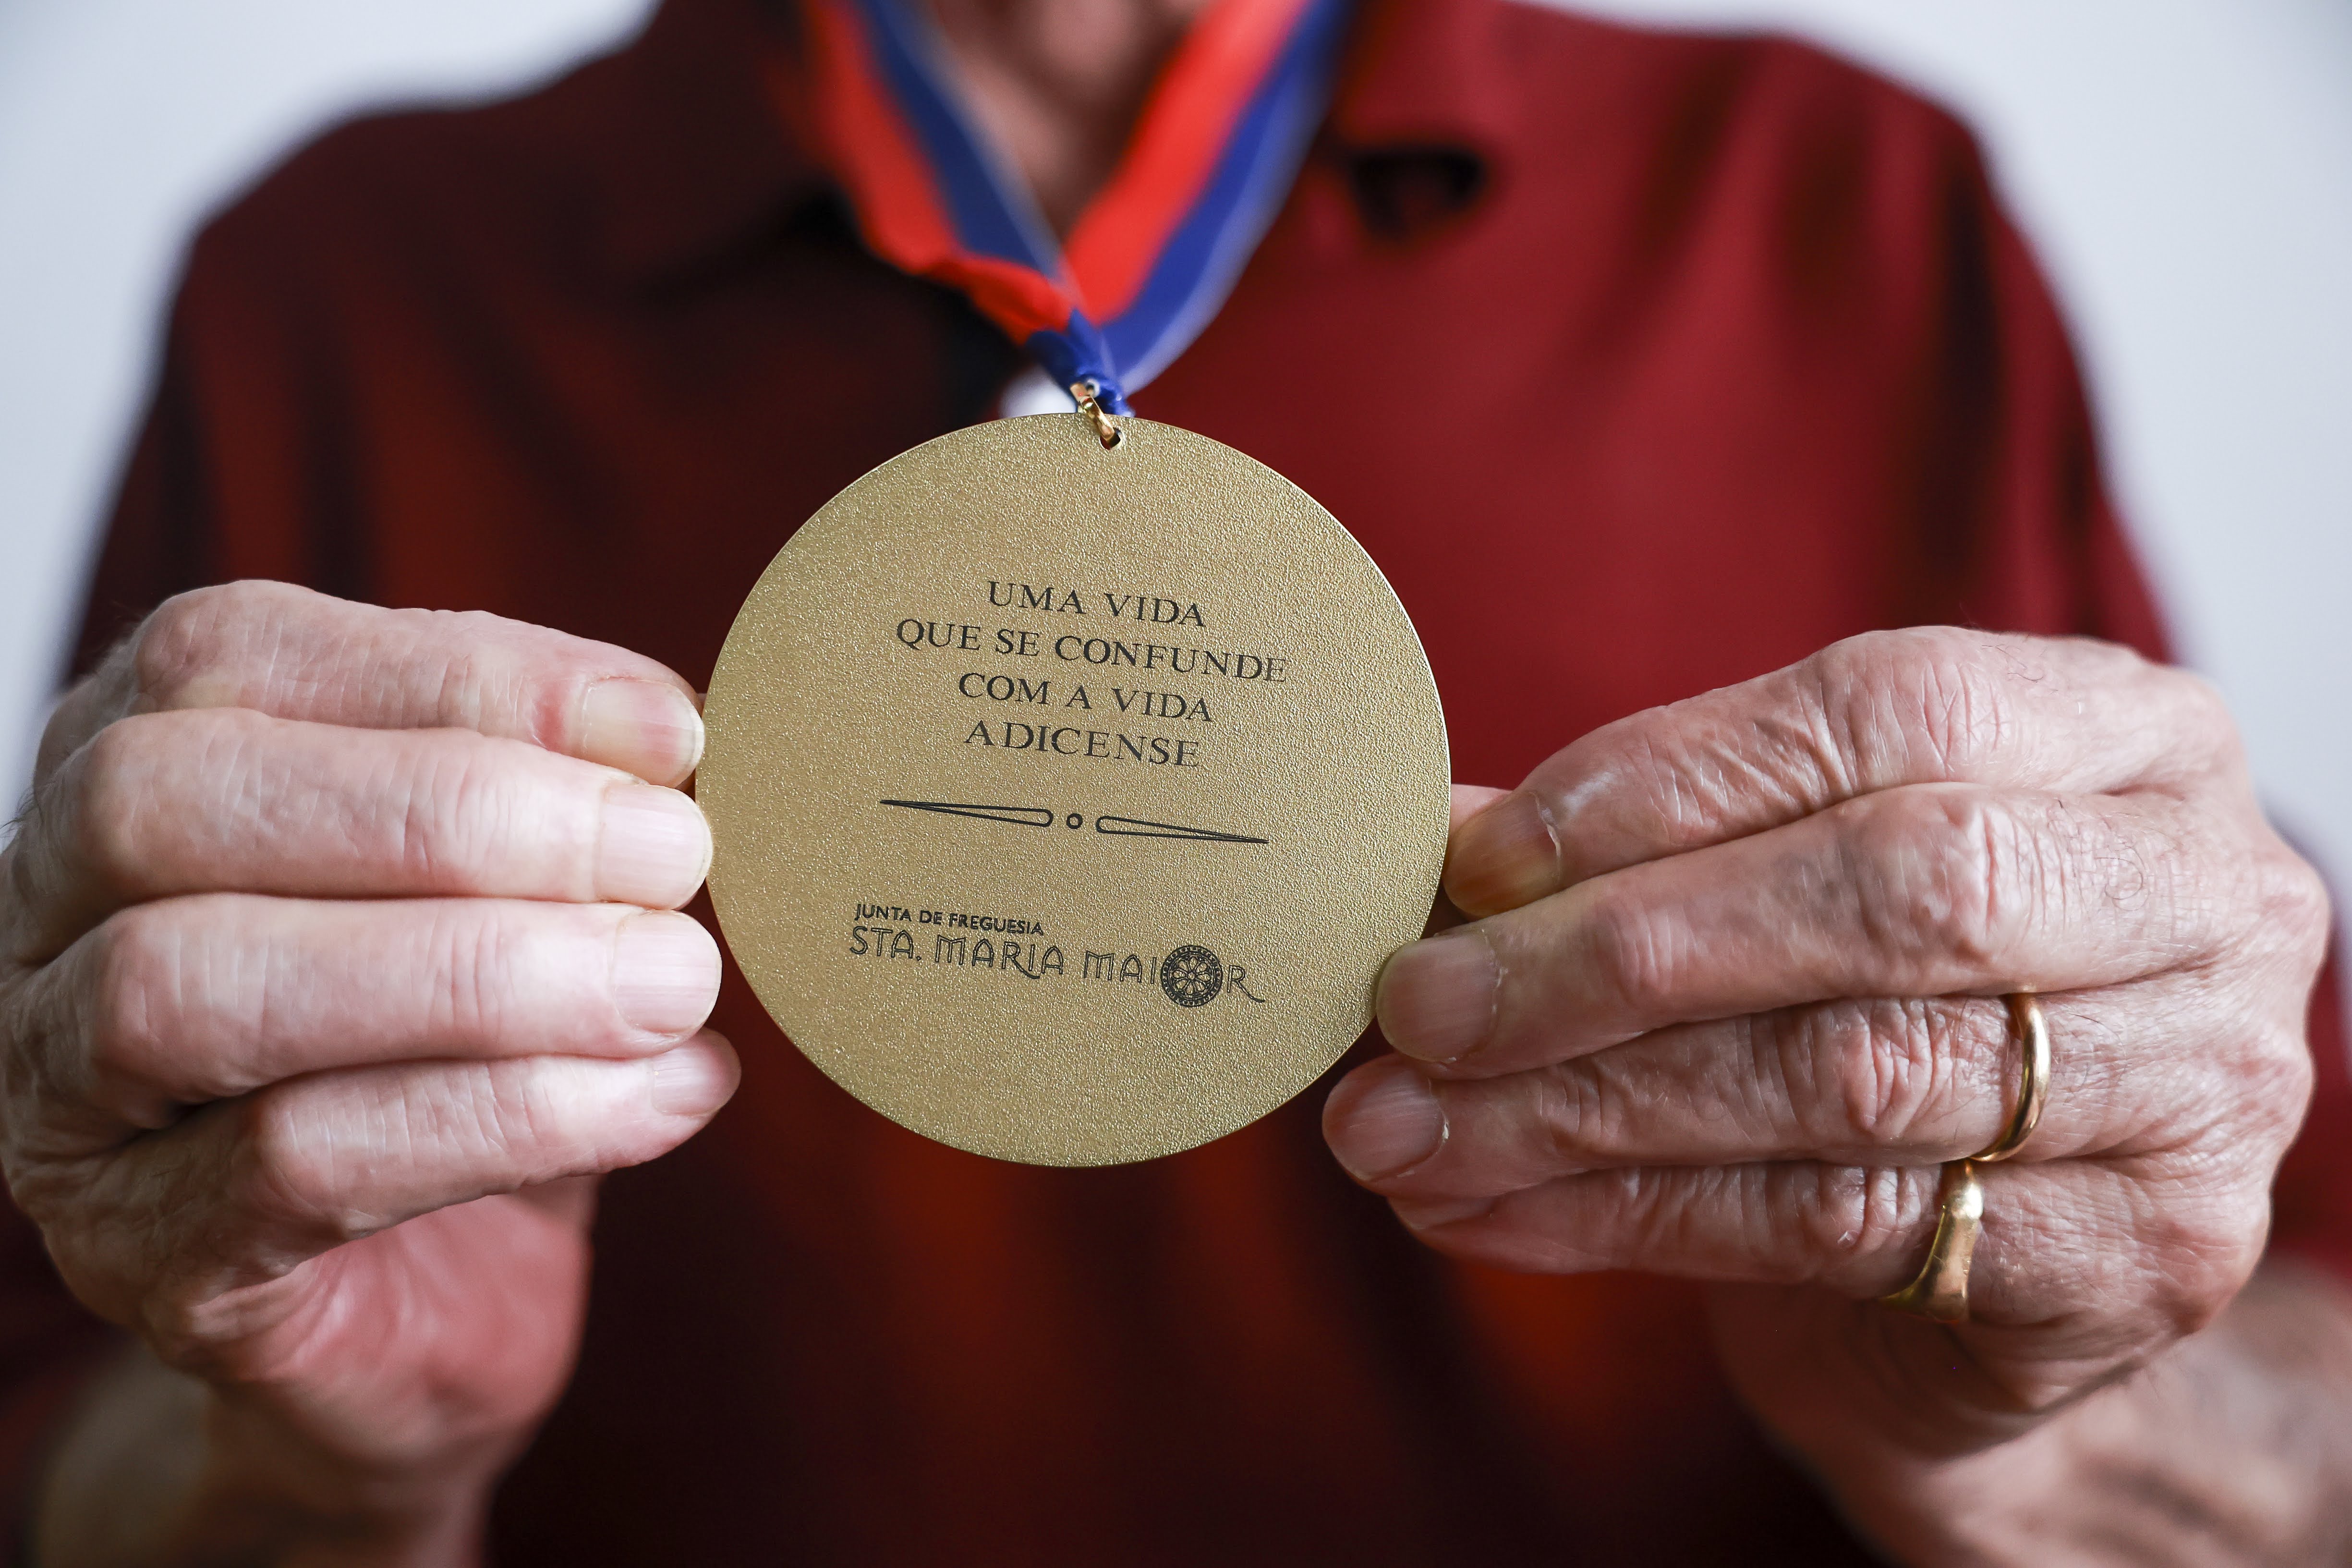 UMA VIDA
QUE SE CONFUNDE
COM A VIDA
ADICENSE
JUNTA DE FREGUESIA
STA. MARIA MAIOR